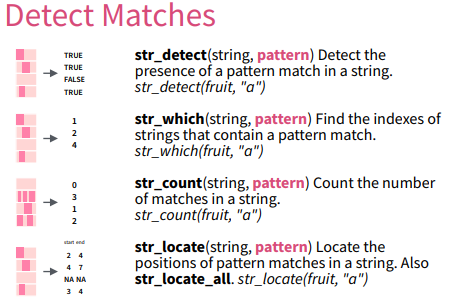 Detect Matches
TRUE
TRUE
FALSE
TRUE
str_detect(string, pattern) Detect the
presence of a pattern match in a string.
str_detect(fruit, "a")
1
2
4
str_which(string, pattern) Find the indexes of
strings that contain a pattern match.
str_which(fruit, "a")
0
3
1
2
str_count(string, pattern) Count the number
of matches in a string.
str_count(fruit, "a")
start end
2 4
4 7
NA NA
3 4
str_locate(string, pattern) Locate the
positions of pattern matches in a string. Also
str_locate_all. str_locate(fruit, "a")